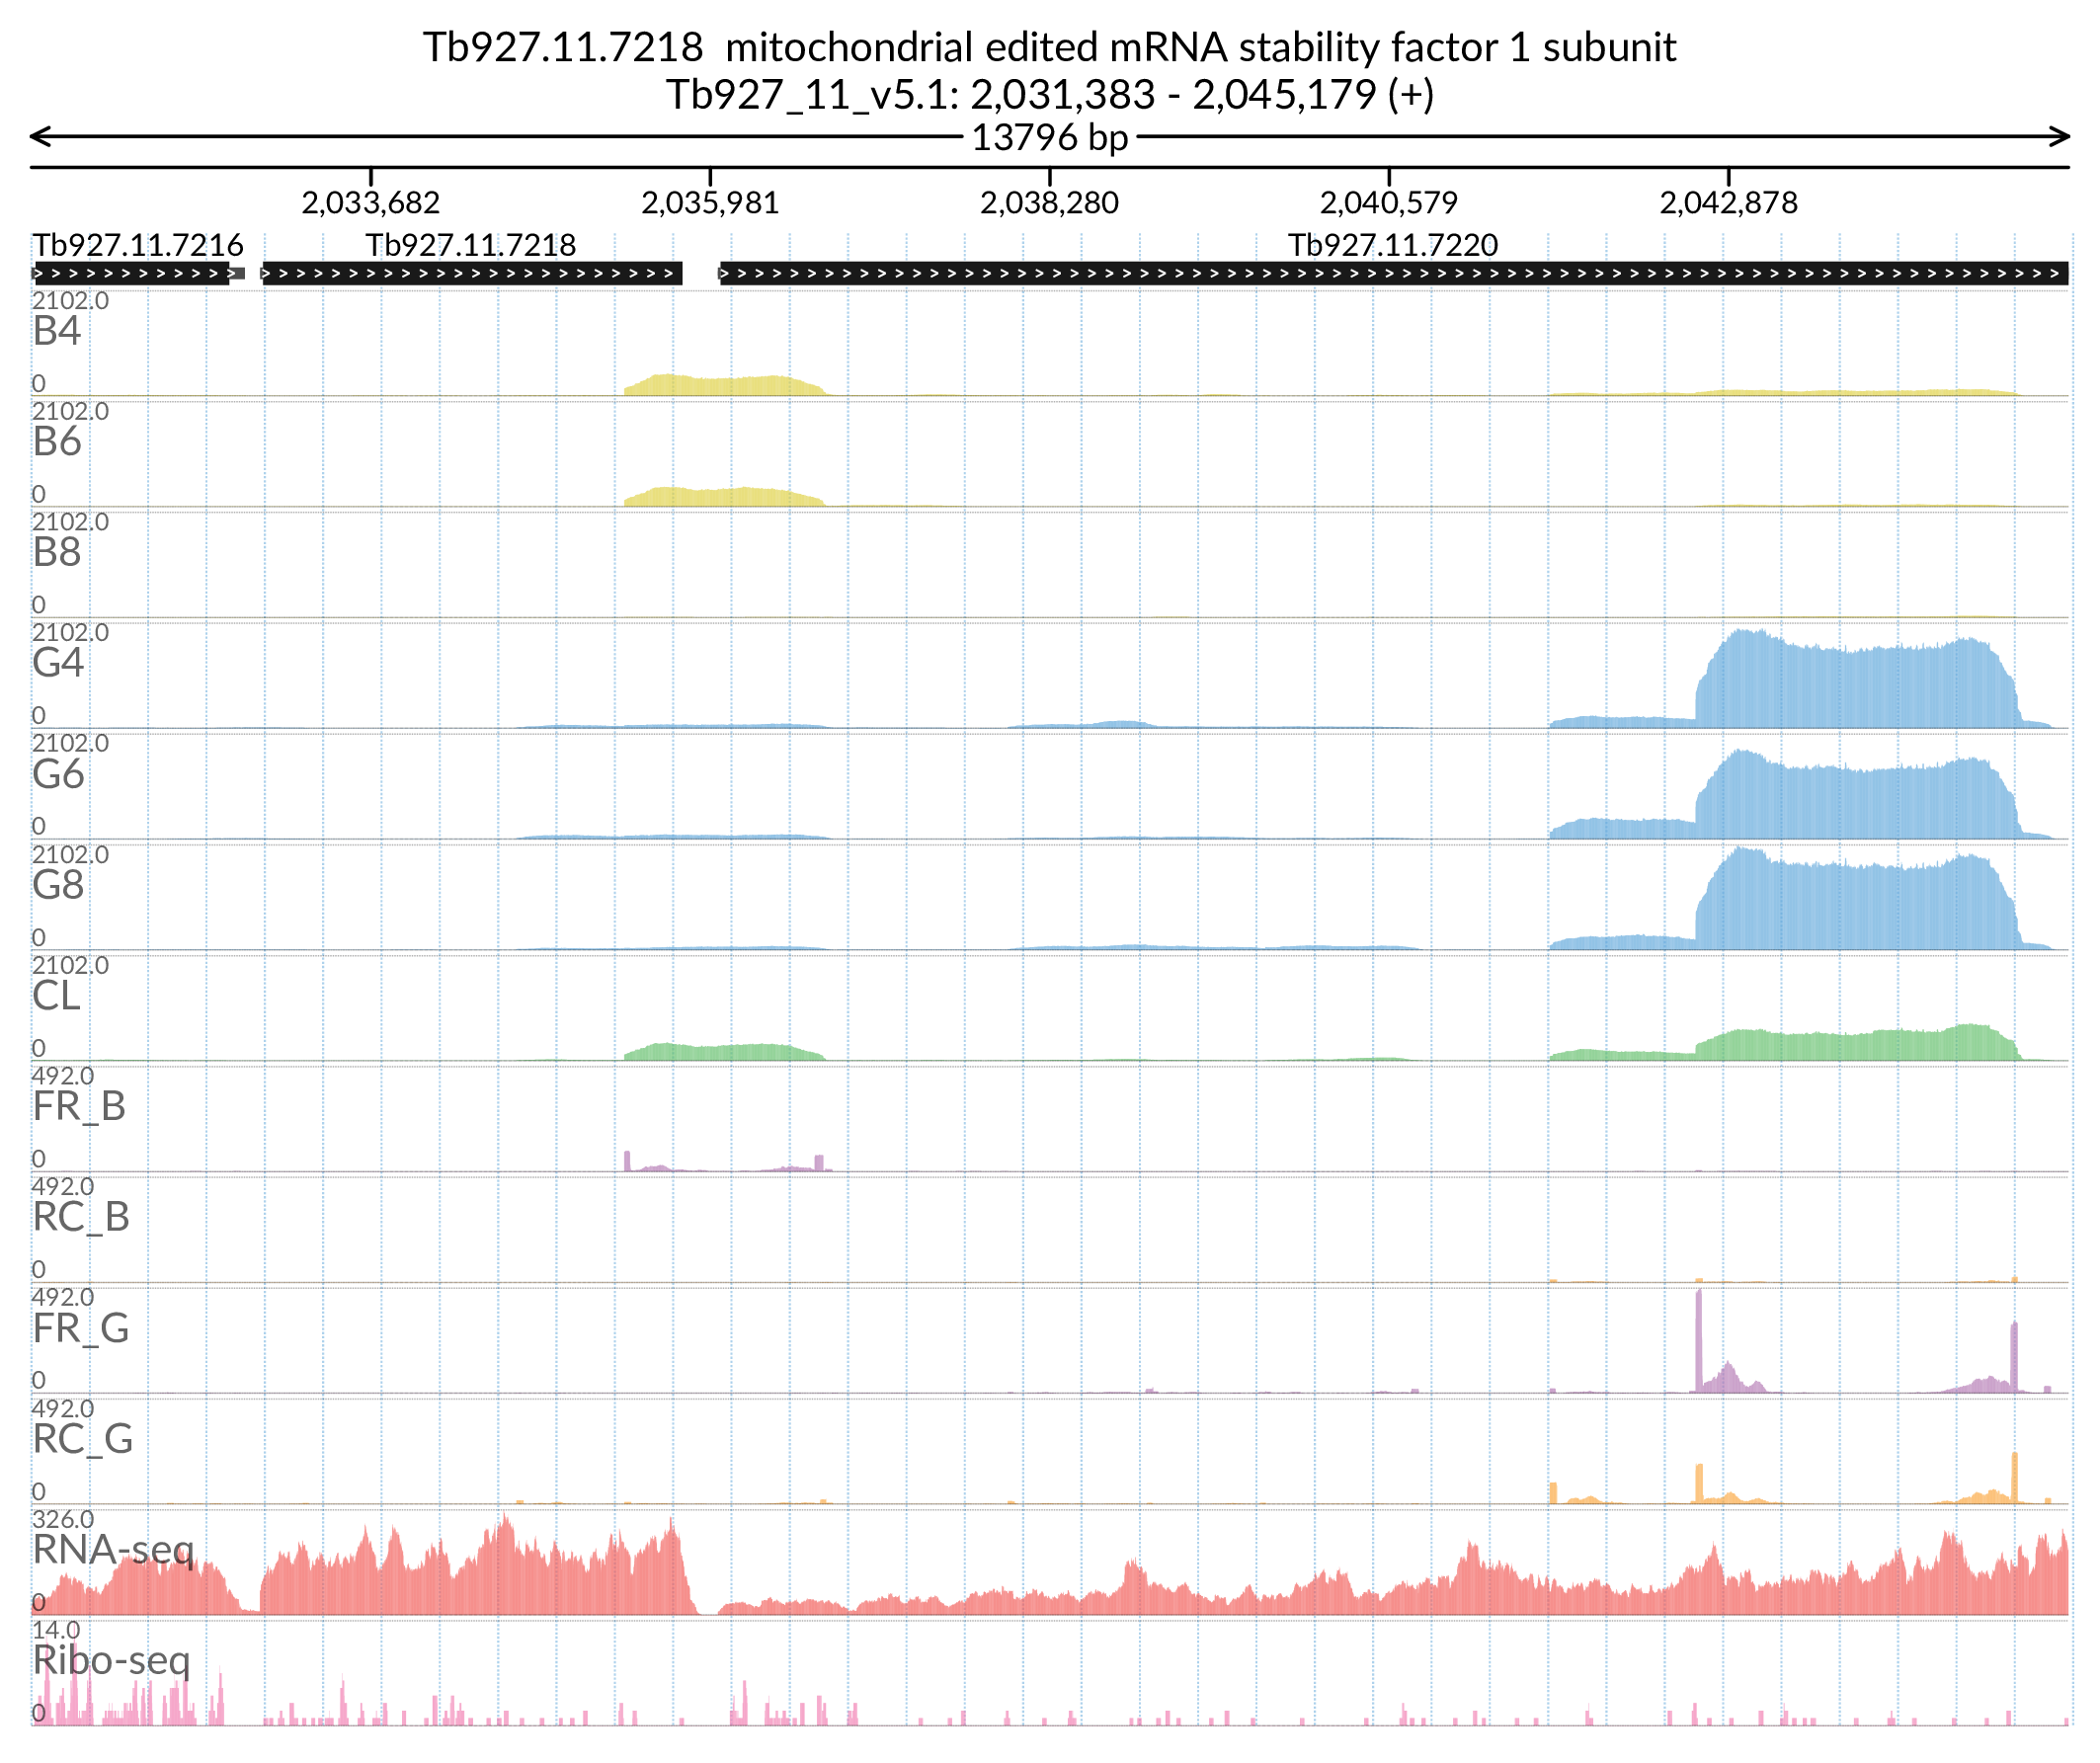 Tb927.11.7218  mitochondrial edited mRNA stability factor 1 subunit
Tb927_11_v5.1: 2,031,383 - 2,045,179 (+)
13796 bp
2,033,682 2,035,981 2,038,280 2,040,579 2,042,878
Tb927.11.7216 Tb927.11.7218 Tb927.11.7220
2102.0
B4
0
2102.0
B6
0
2102.0
B8
0
2102.0
G4
0
2102.0
G6
0
2102.0
G8
0
2102.0
CL
0
492.0
FR_B
0
492.0
RC_B
0
492.0
FR_G
0
492.0
RC_G
0
326.0
RNA-seq
0
14.0
Ribo-seq
0